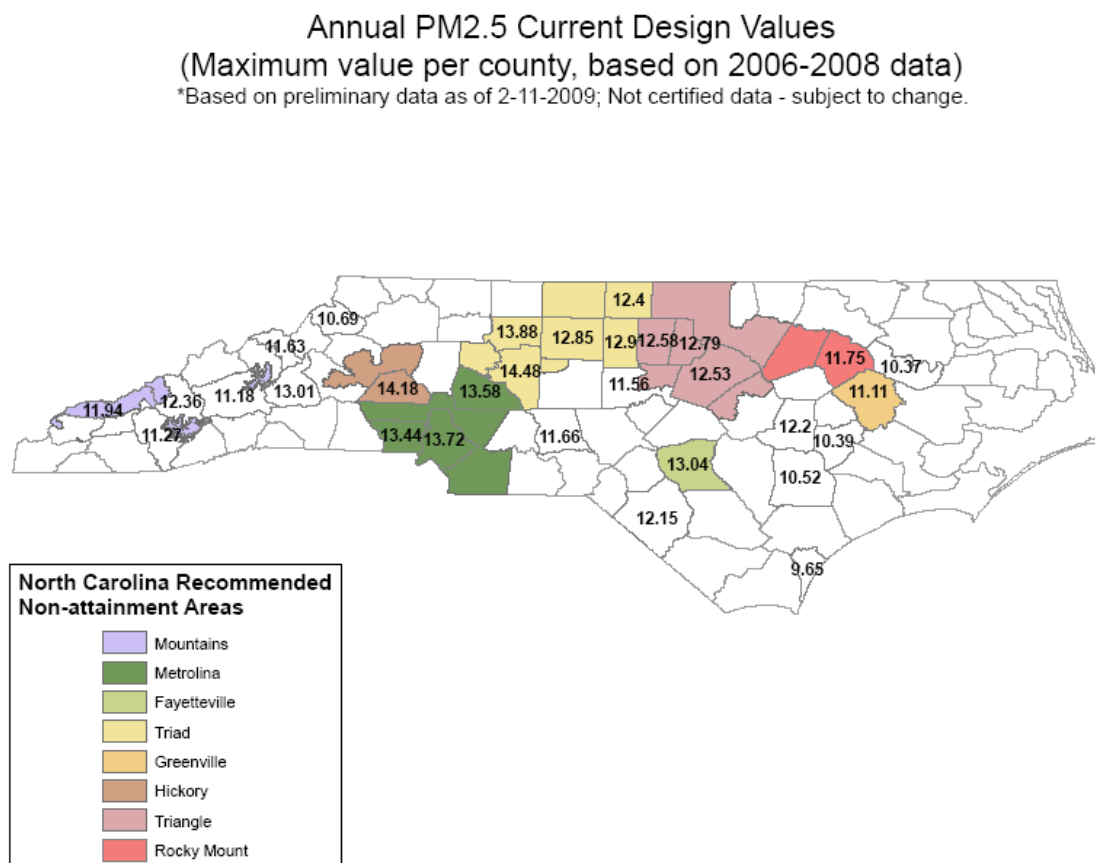 Annual PM2.5 Current Design Values
(Maximum value per county, based on 2006-2008 data)
*Based on preliminary data as of 2-11-2009; Not certified data - subject to change.
12.4
10.69
13.88
12.85
12.9
12.58
12.79
11.63
11.75
10.37
14.48
12.53
11.56
11.18
13.01
14.18
13.58
11.11
12.36
11.94
11.27
13.44
13.72
11.66
12.2
10.39
13.04
10.52
12.15
9.65
North Carolina Recommended
Non-attainment Areas
Mountains
Metrolina
Fayetteville
Triad
Greenville
Hickory
Triangle
Rocky Mount